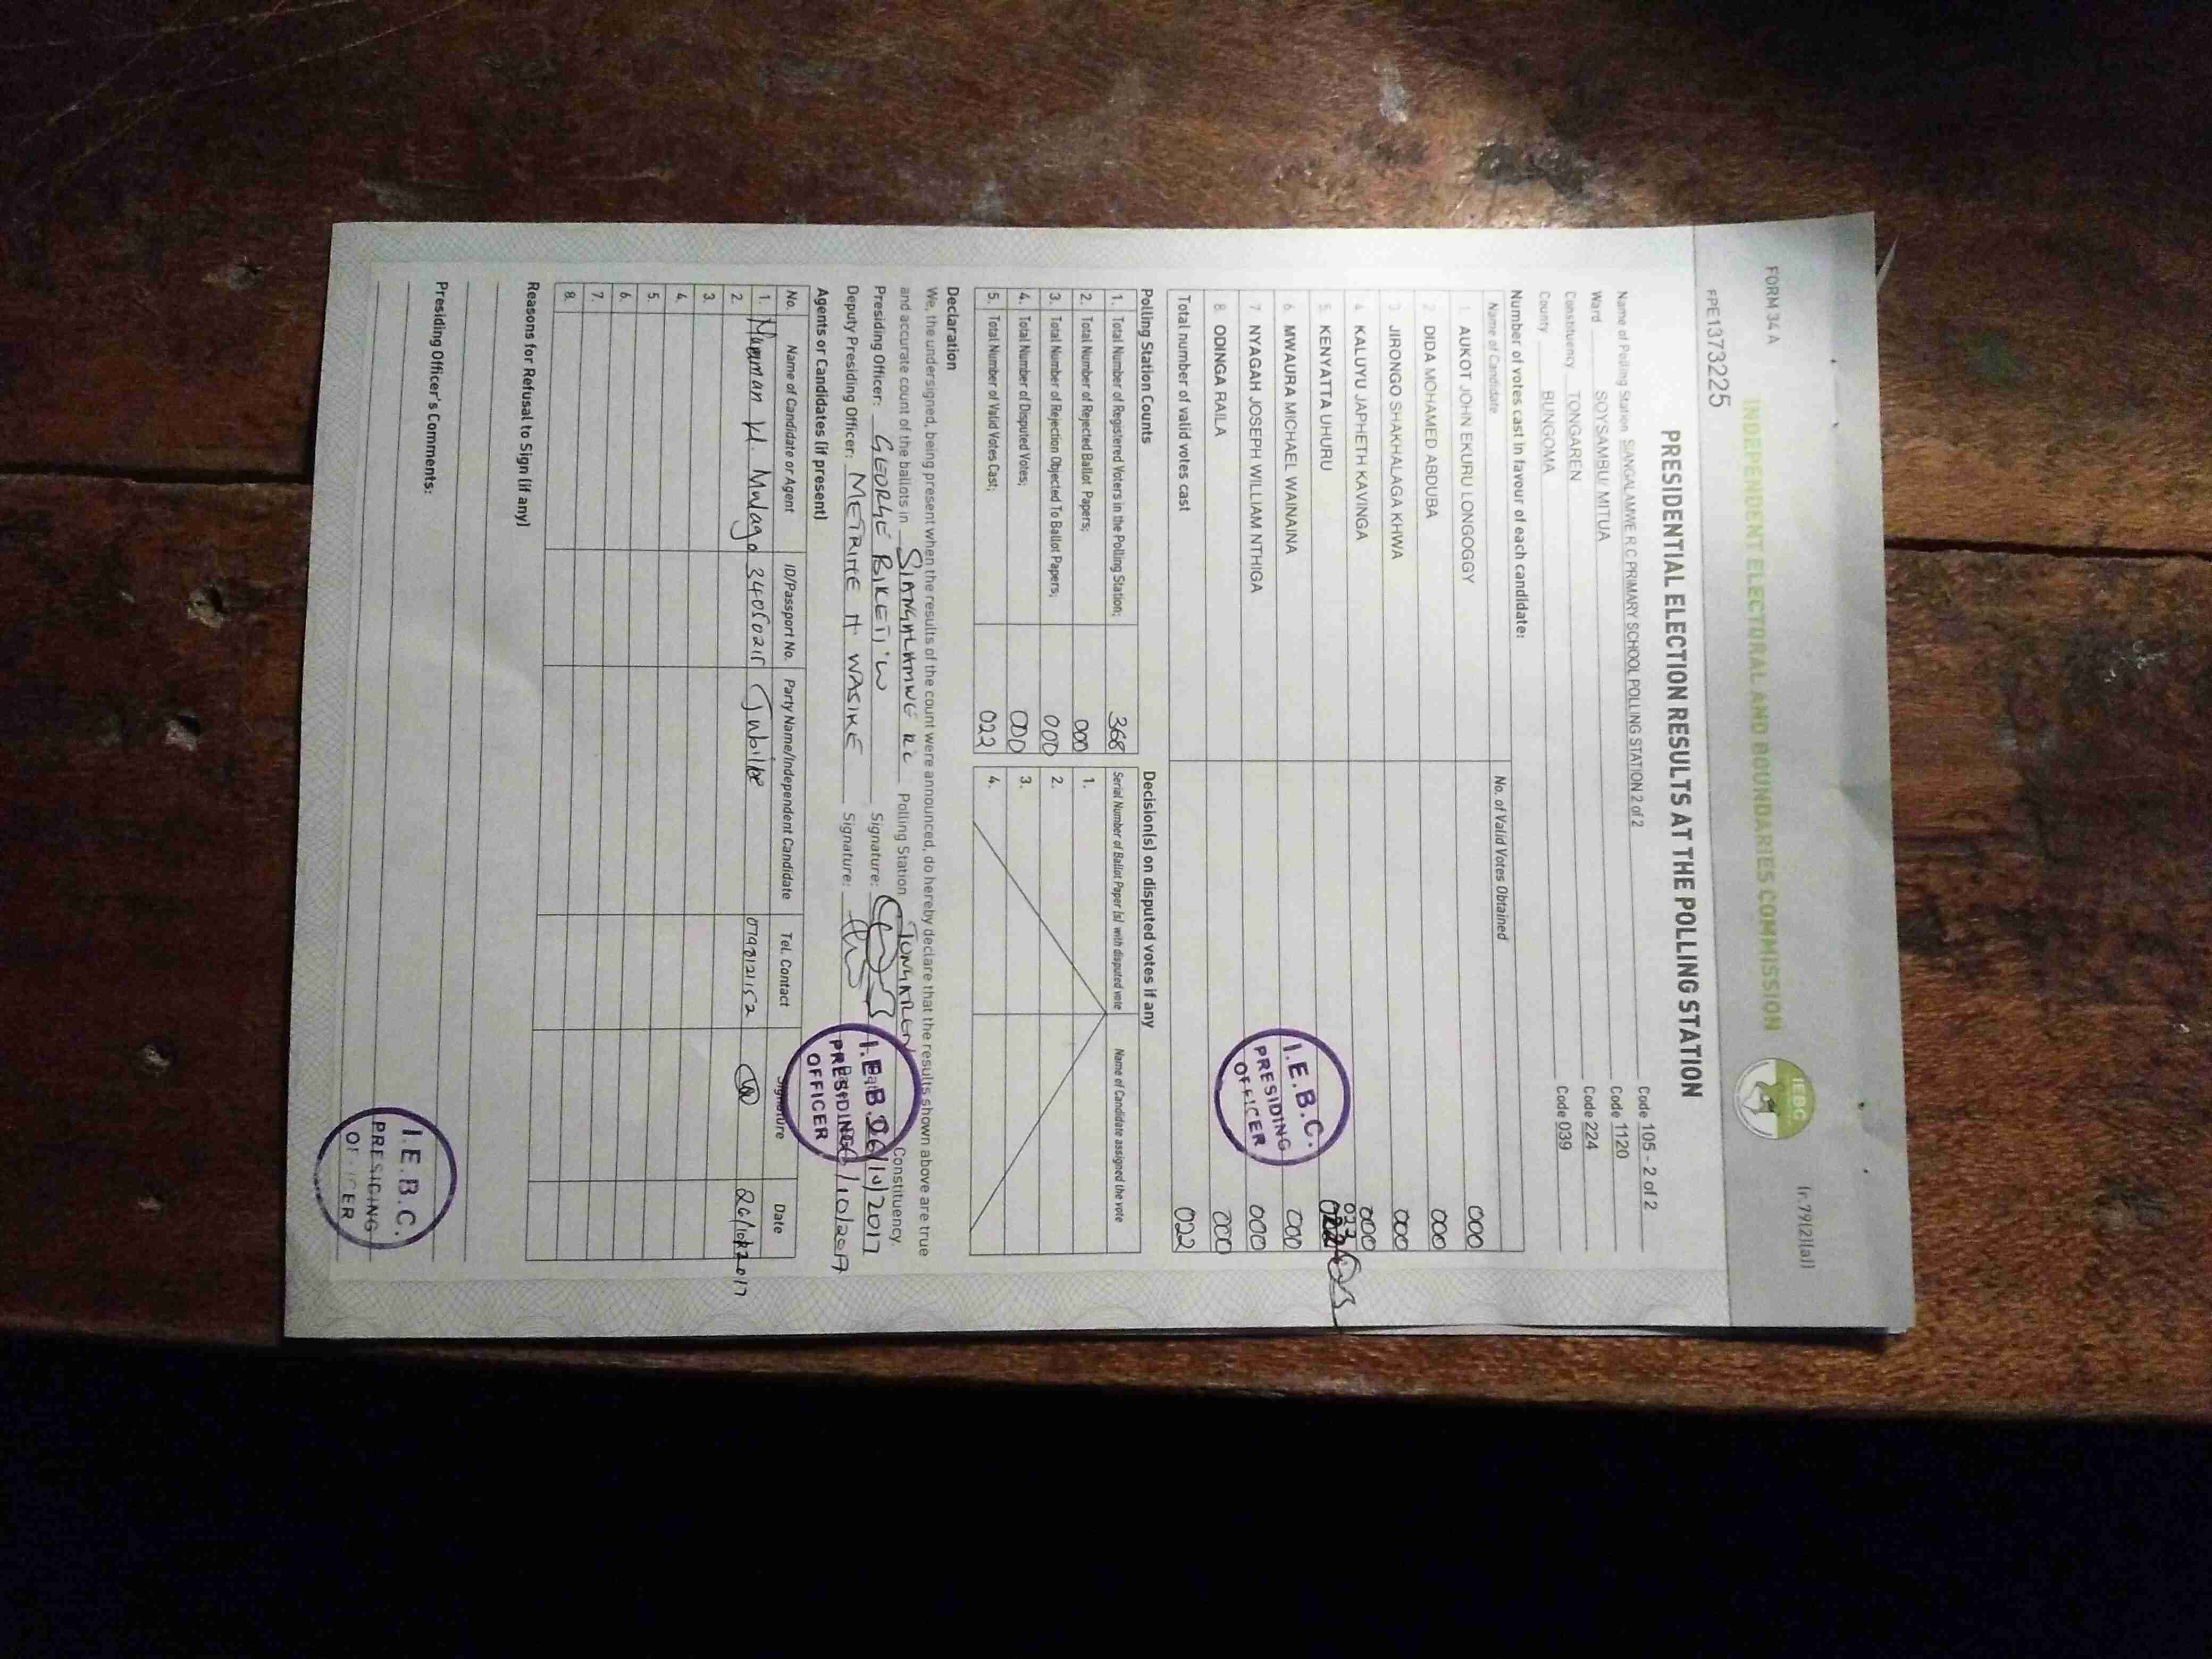 FORM 34 A
(r.79(2)(a))
INDEPENDENT ELECTORAL AND BOUNDARIES COMMISSION
IEBC
FPE1373225
PRESIDENTIAL ELECTION RESULTS AT THE POLLING STATION
Name of Polling Station SANGALAMWE R C PRIMARY SCHOOL POLLING STATION 2 of 2 Code 105 - 2 of 2
Ward SOYSAMBU/ MITUA Code 1120
Constituency TONGAREN Code 224
County BUNGOMA Code 039
Number of votes cast in favour of each candidate:
Name of Candidate No. of Valid Votes Obtained
1. AUKOT JOHN EKURU LONGOGGY 000
2 DIDA MOHAMED ABDUBA 000
3 JIRONGO SHAKHALAGA KHWA 000
4 KALUYU JAPHETH KAVINGA 000
5. KENYATTA UHURU 022
6 MWAURA MICHAEL WAINAINA 000
7 NYAGAH JOSEPH WILLIAM NTHIGA 000
8. ODINGA RAILA 000
Total number of valid votes cast 022
I.E.B.C.
PRESIDING
OFFICER
Polling Station Counts
1. Total Number of Registered Voters in the Polling Station; 368
2. Total Number of Rejected Ballot Papers; 000
3. Total Number of Rejection Objected To Ballot Papers; 000
4. Total Number of Disputed Votes; 000
5. Total Number of Valid Votes Cast; 022
Decision(s) on disputed votes if any
Serial Number of Ballot Paper (s) with disputed vote Name of Candidate assigned the vote
1.
2.
3.
4.
Declaration
We, the undersigned, being present when the results of the count were announced, do hereby declare that the results shown above are true
and accurate count of the ballots in SIANGALAMWE RC Polling Station TONGAREN Constituency.
Presiding Officer: GEORGE BIKETI W Signature: Date 26/10/2017
Deputy Presiding Officer: METRINE N WASIKE Signature: /10/2017
I.E.B.C.
PRESIDING
OFFICER
Agents or Candidates (if present)
No. Name of Candidate or Agent ID/Passport No. Party Name/Independent Candidate Tel. Contact Signature Date
1. W. Mulago Jubilee 0798121152 26/10/2017
2.
3.
4.
5.
6.
7.
8.
Reasons for Refusal to Sign (if any)
Presiding Officer's Comments:
I.E.B.C.
PRESIDING
OFFICER